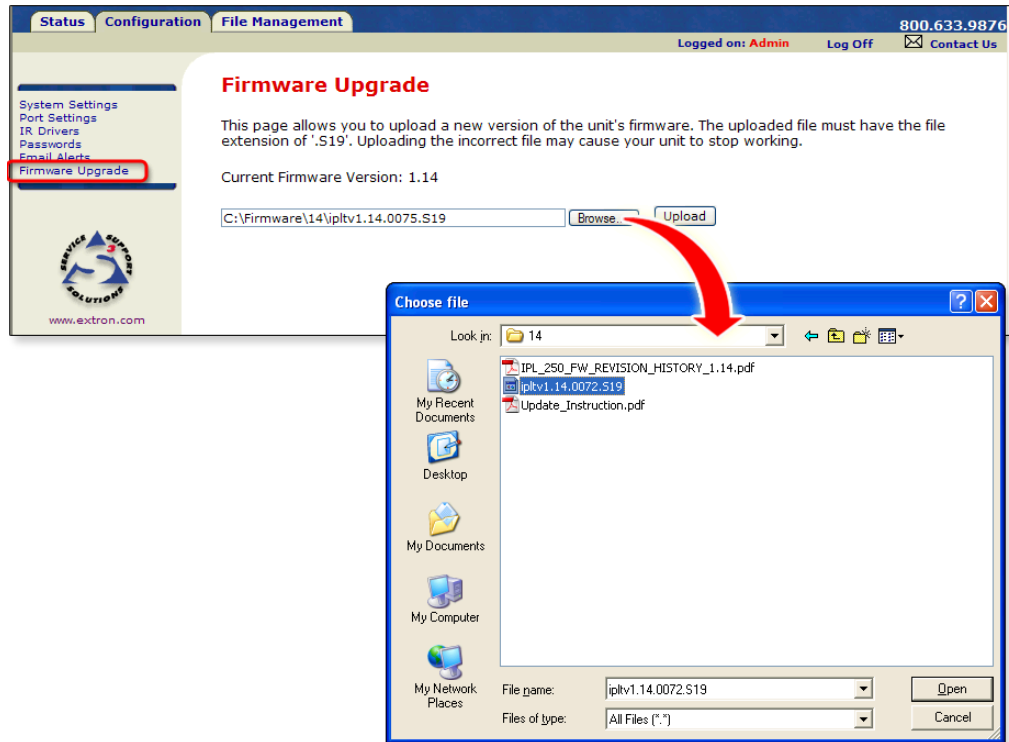 Status Configuration File Management
800.633.9876
Logged on: Admin Log Off Contact Us
Firmware Upgrade
System Settings
Port Settings
IR Drivers
Passwords
Email Alerts
Firmware Upgrade
This page allows you to upload a new version of the unit's firmware. The uploaded file must have the file
extension of '.S19'. Uploading the incorrect file may cause your unit to stop working.
Current Firmware Version: 1.14
C:\Firmware\14\ipltv1.14.0075.S19 Browse... Upload
SERVICE SUPPORT SOLUTIONS
S3
www.extron.com
Choose file
Look in: 14
My Recent Documents
Desktop
My Documents
My Computer
My Network Places
IPL_250_FW_REVISION_HISTORY_1.14.pdf
ipltv1.14.0072.S19
Update_Instruction.pdf
File name: ipltv1.14.0072.S19 Open
Files of type: All Files (*.*) Cancel